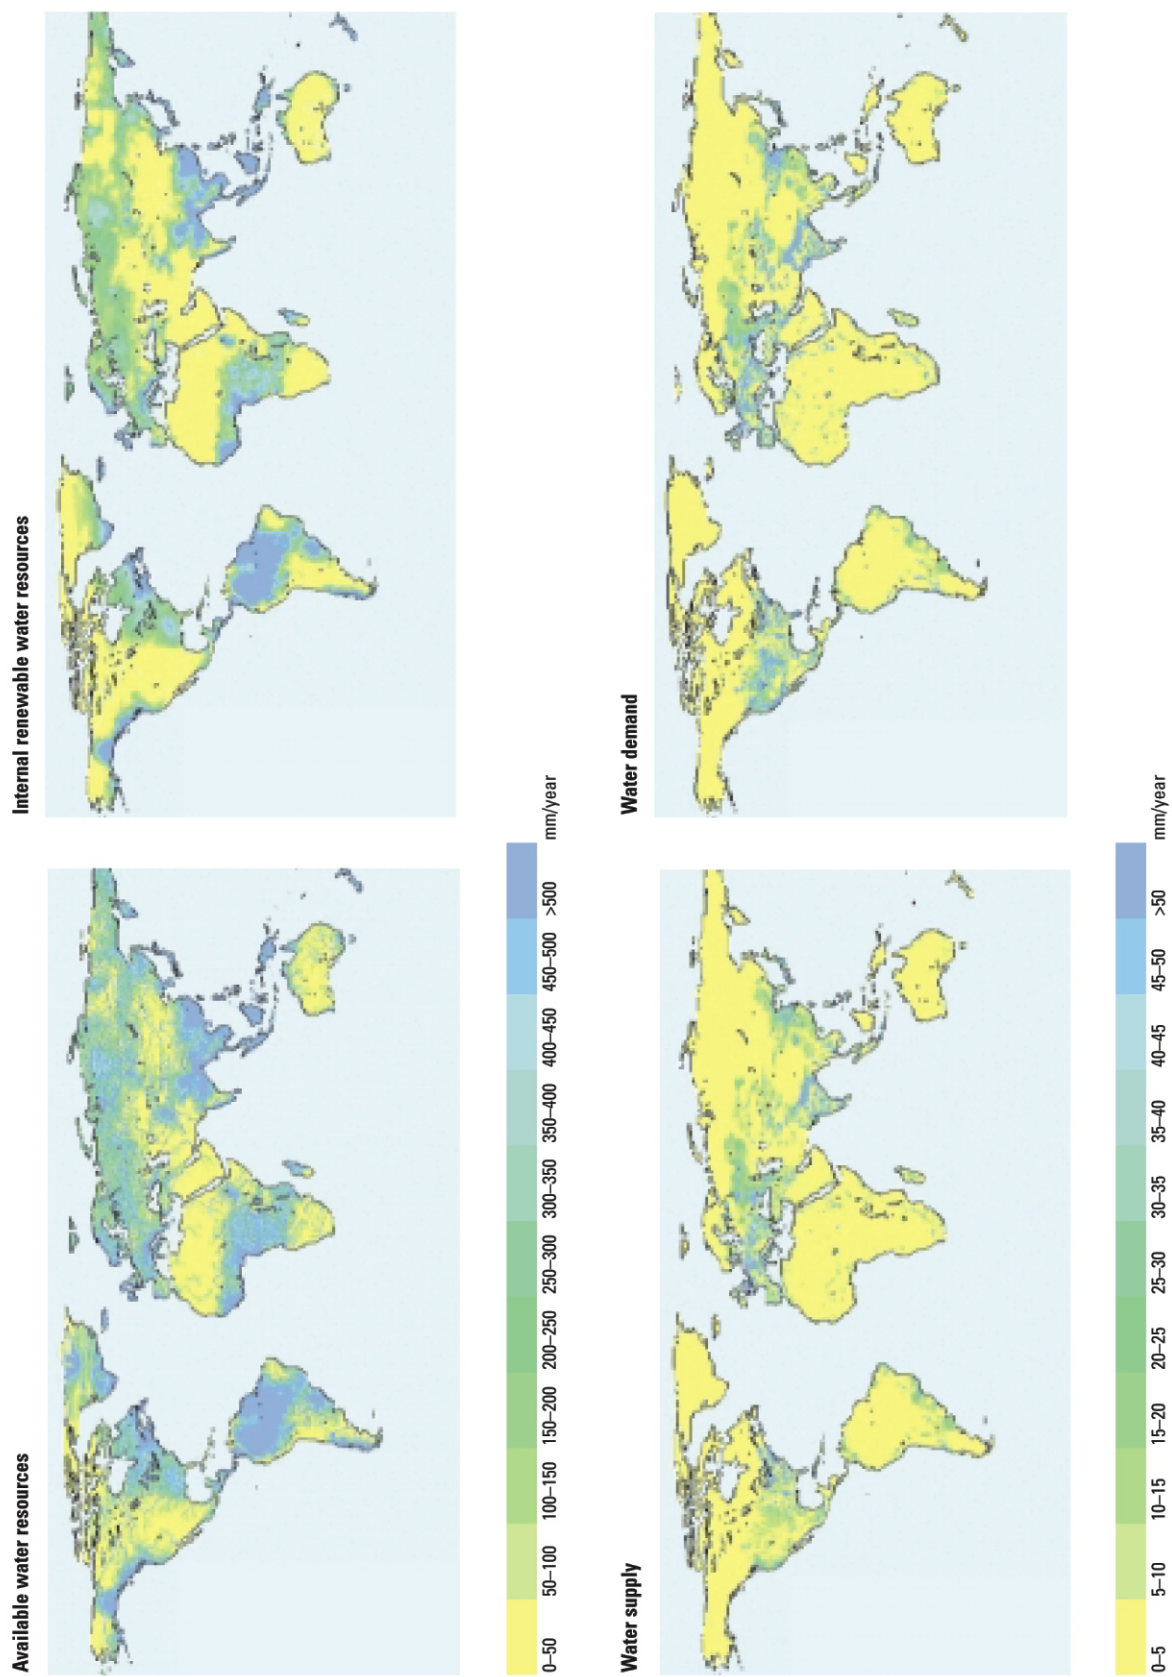 Available water resources
Internal renewable water resources
0–50 50–100 100–150 150–200 200–250 250–300 300–350 350–400 400–450 450–500 >500 mm/year
Water supply
Water demand
0–5 5–10 10–15 15–20 20–25 25–30 30–35 35–40 40–45 45–50 >50 mm/year